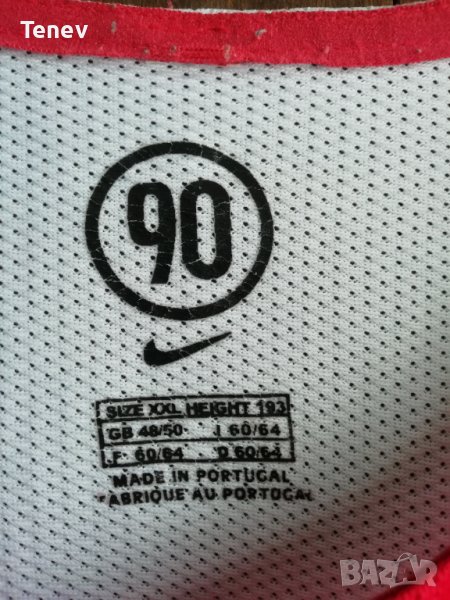 Tenev
90
SIZE XXL HEIGHT 193
GB 48/50 I 60/64
F 60/64 D 60/64
MADE IN PORTUGAL
FABRIQUE AU PORTUGAL
BAZAR